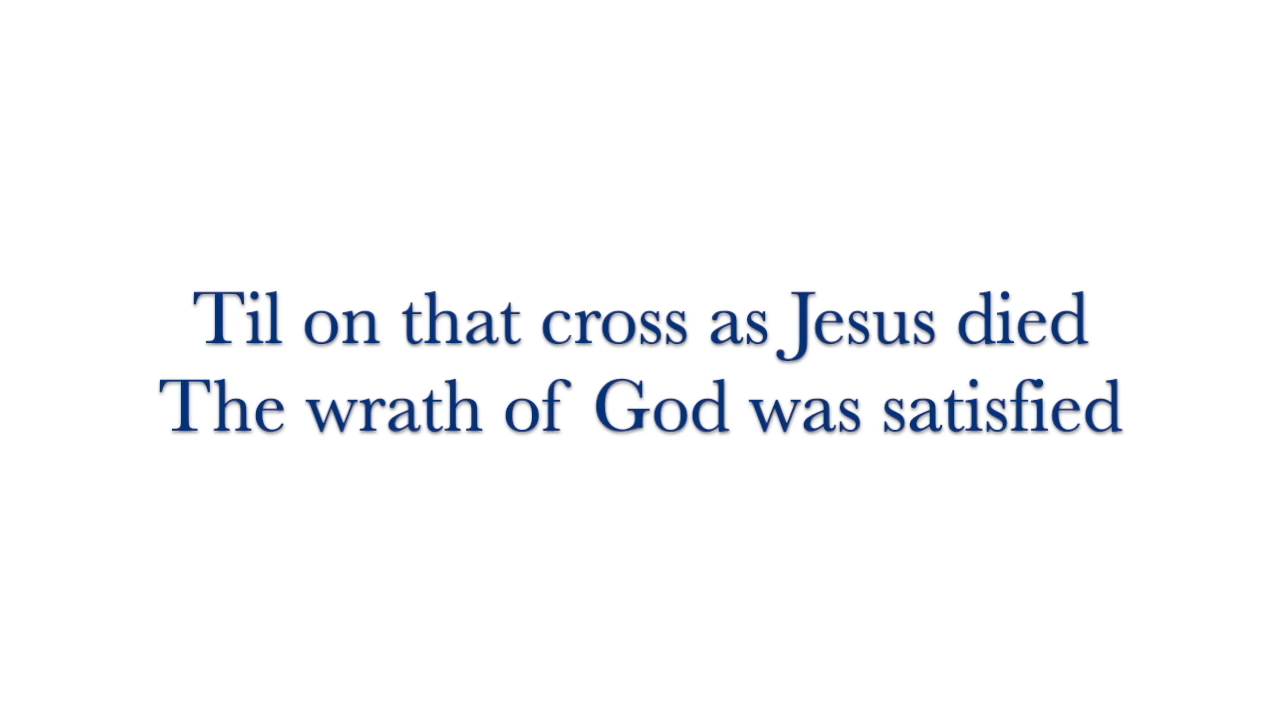 Til on that cross as Jesus died
The wrath of God was satisfied